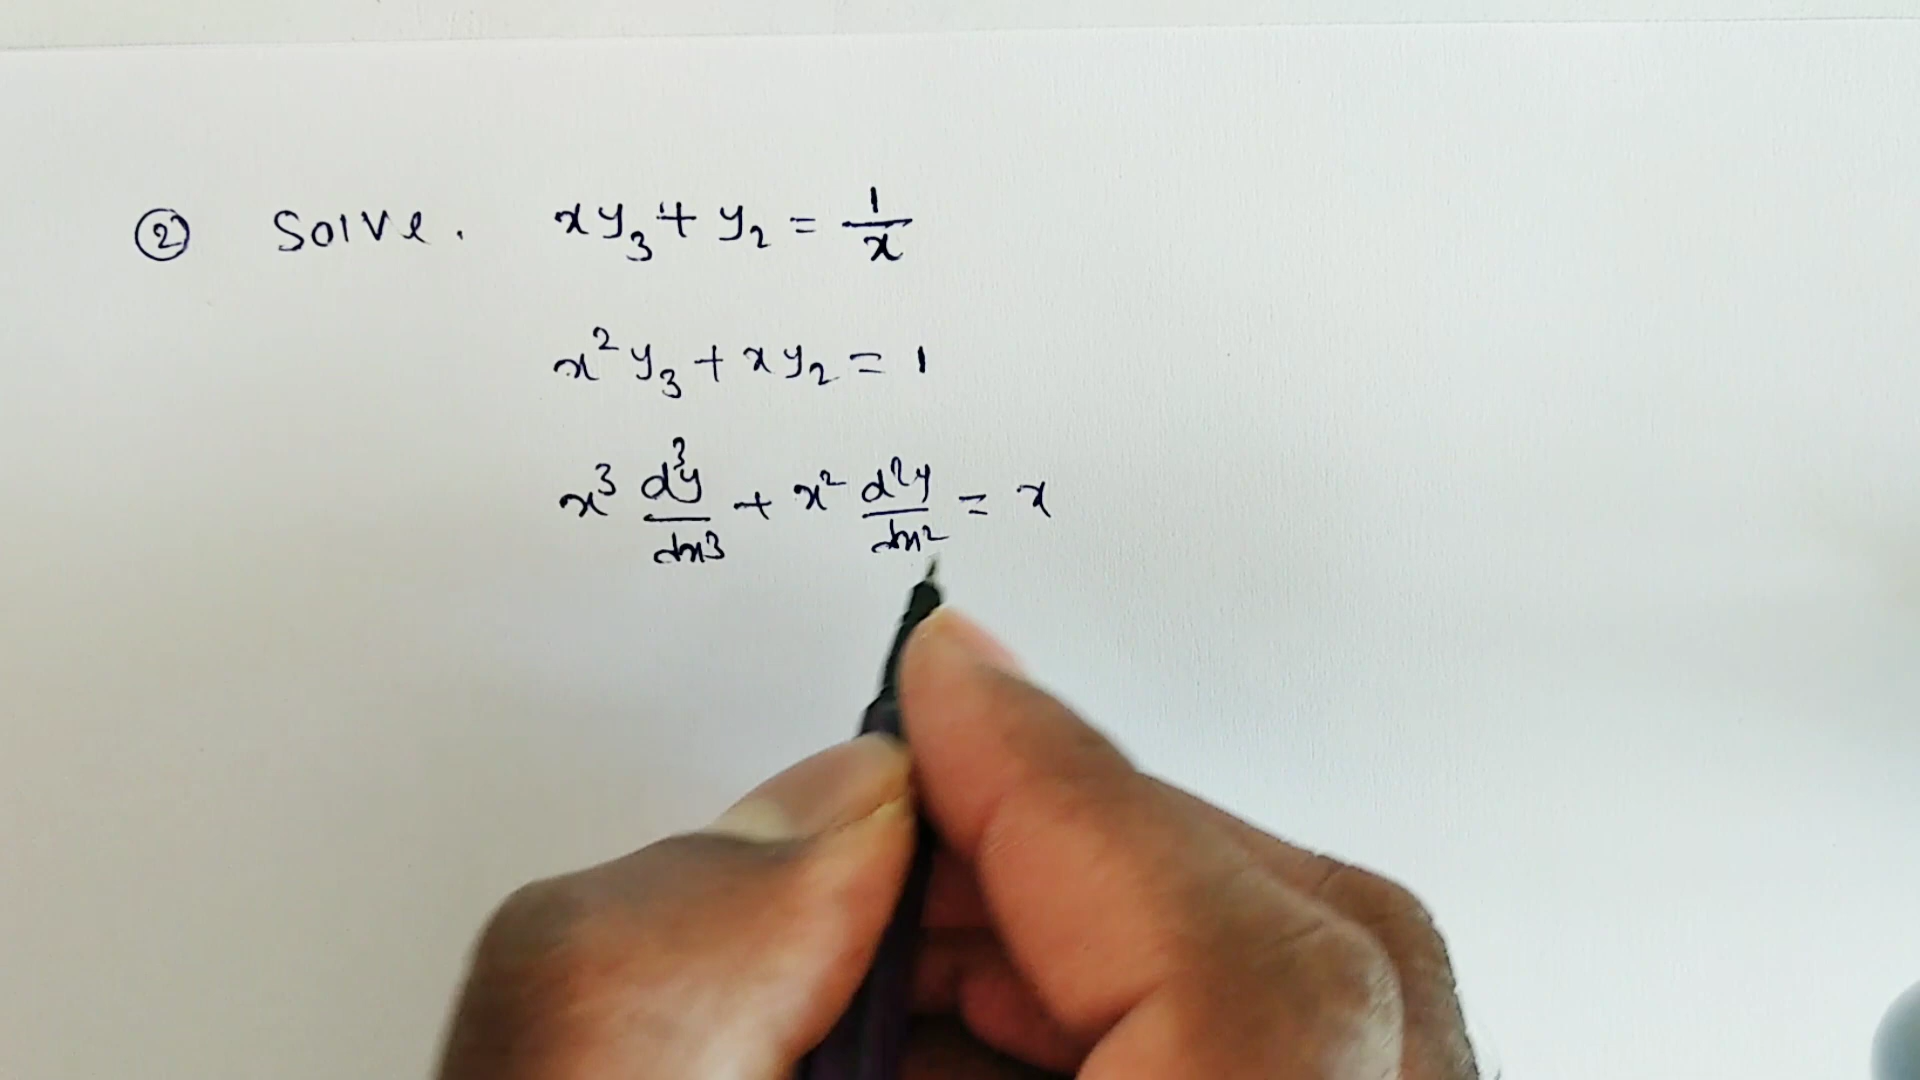 ② Solve. xy₃ + y₂ = 1/x
x²y₃ + xy₂ = 1
x³ d³y/dx³ + x² d²y/dx² = x